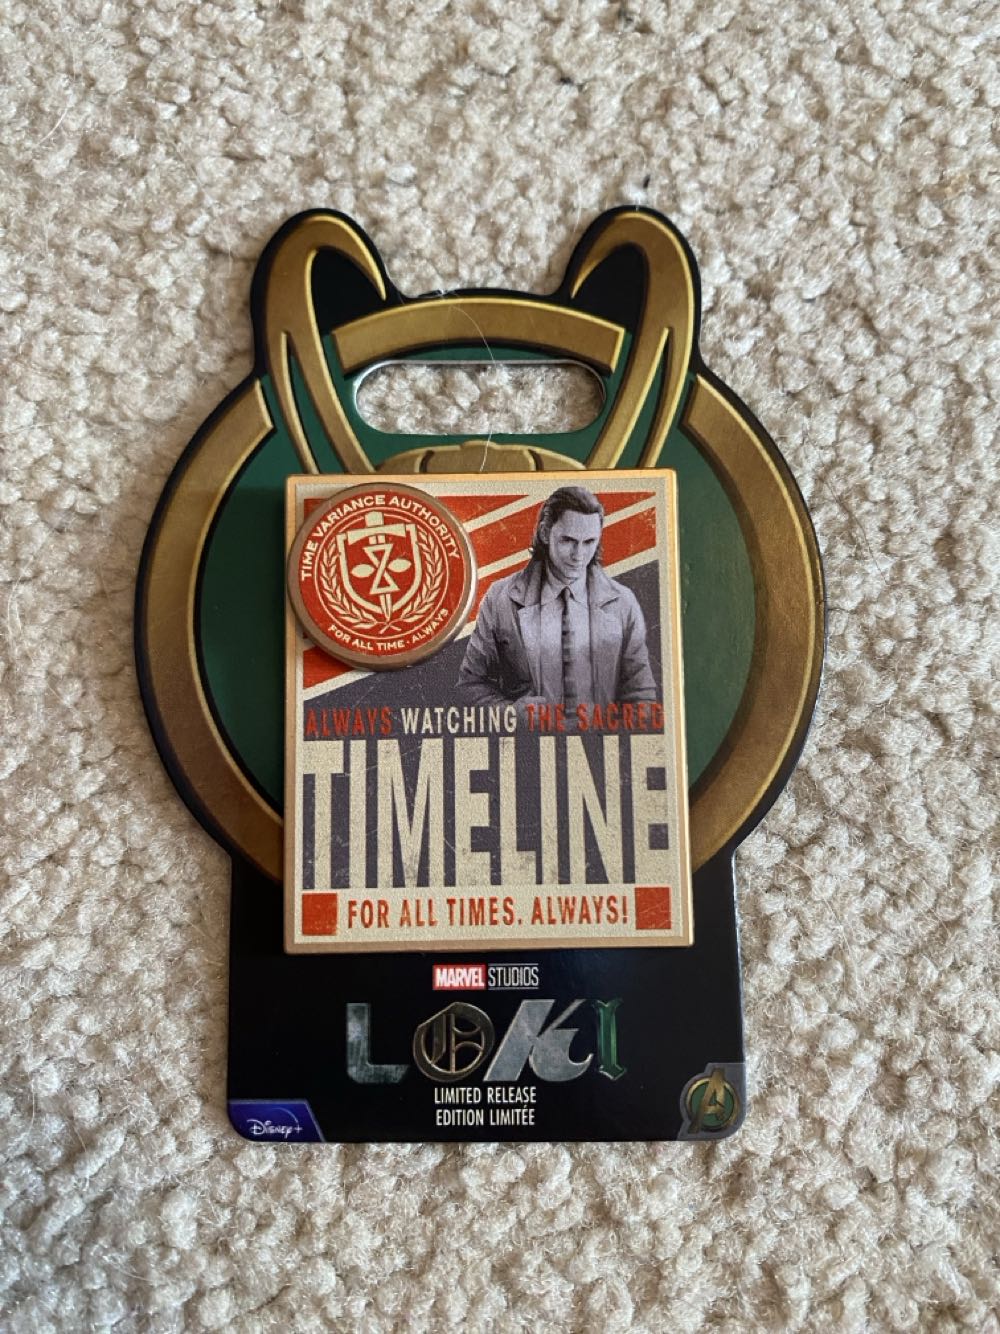 TIME VARIANCE AUTHORITY
FOR ALL TIME • ALWAYS
ALWAYS WATCHING THE SACRED
TIMELINE
FOR ALL TIMES. ALWAYS!
MARVEL STUDIOS
LOKI
LIMITED RELEASE
EDITION LIMITÉE
Disney+